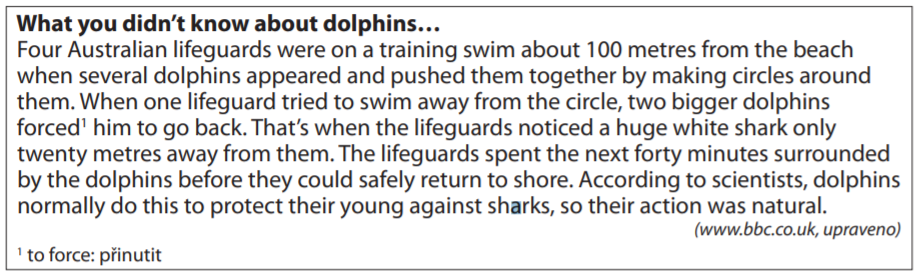 What you didn’t know about dolphins…
Four Australian lifeguards were on a training swim about 100 metres from the beach
when several dolphins appeared and pushed them together by making circles around
them. When one lifeguard tried to swim away from the circle, two bigger dolphins
forced¹ him to go back. That’s when the lifeguards noticed a huge white shark only
twenty metres away from them. The lifeguards spent the next forty minutes surrounded
by the dolphins before they could safely return to shore. According to scientists, dolphins
normally do this to protect their young against sharks, so their action was natural.
(www.bbc.co.uk, upraveno)
¹ to force: přinutit